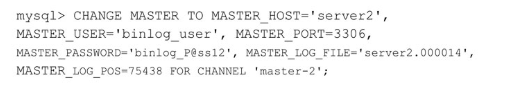 mysql> CHANGE MASTER TO MASTER_HOST='server2',
MASTER_USER='binlog_user', MASTER_PORT=3306,
MASTER_PASSWORD='binlog_P@ss12', MASTER_LOG_FILE='server2.000014',
MASTER_LOG_POS=75438 FOR CHANNEL 'master-2';